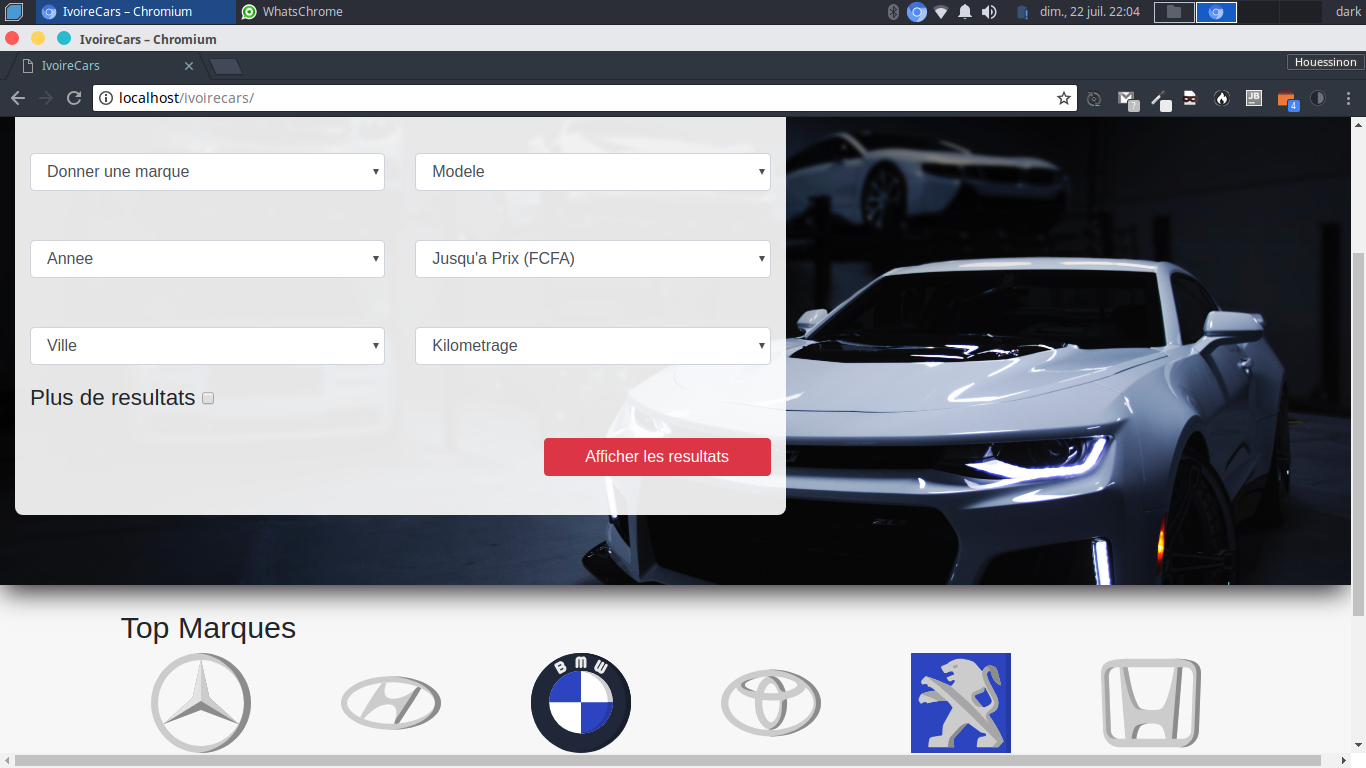 IvoireCars – Chromium
WhatsChrome
dim., 22 juil. 22:04
dark
IvoireCars – Chromium
IvoireCars
Houessinon
localhost/ivoirecars/
?
JB
4
Donner une marque
Modele
Annee
Jusqu'a Prix (FCFA)
Ville
Kilometrage
Plus de resultats
Afficher les resultats
Top Marques
BMW